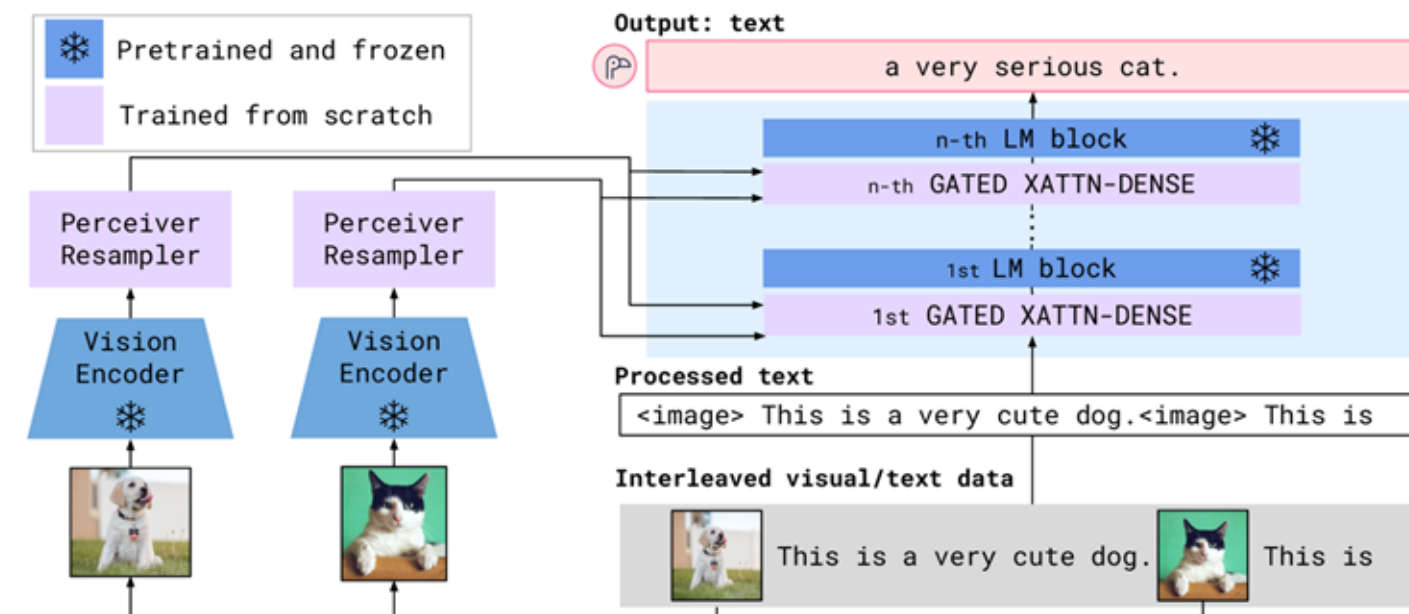 Pretrained and frozen
Trained from scratch
Perceiver
Resampler
Perceiver
Resampler
Vision
Encoder
Vision
Encoder
Output: text
a very serious cat.
n-th LM block
n-th GATED XATTN-DENSE
1st LM block
1st GATED XATTN-DENSE
Processed text
<image> This is a very cute dog.<image> This is
Interleaved visual/text data
This is a very cute dog.
This is